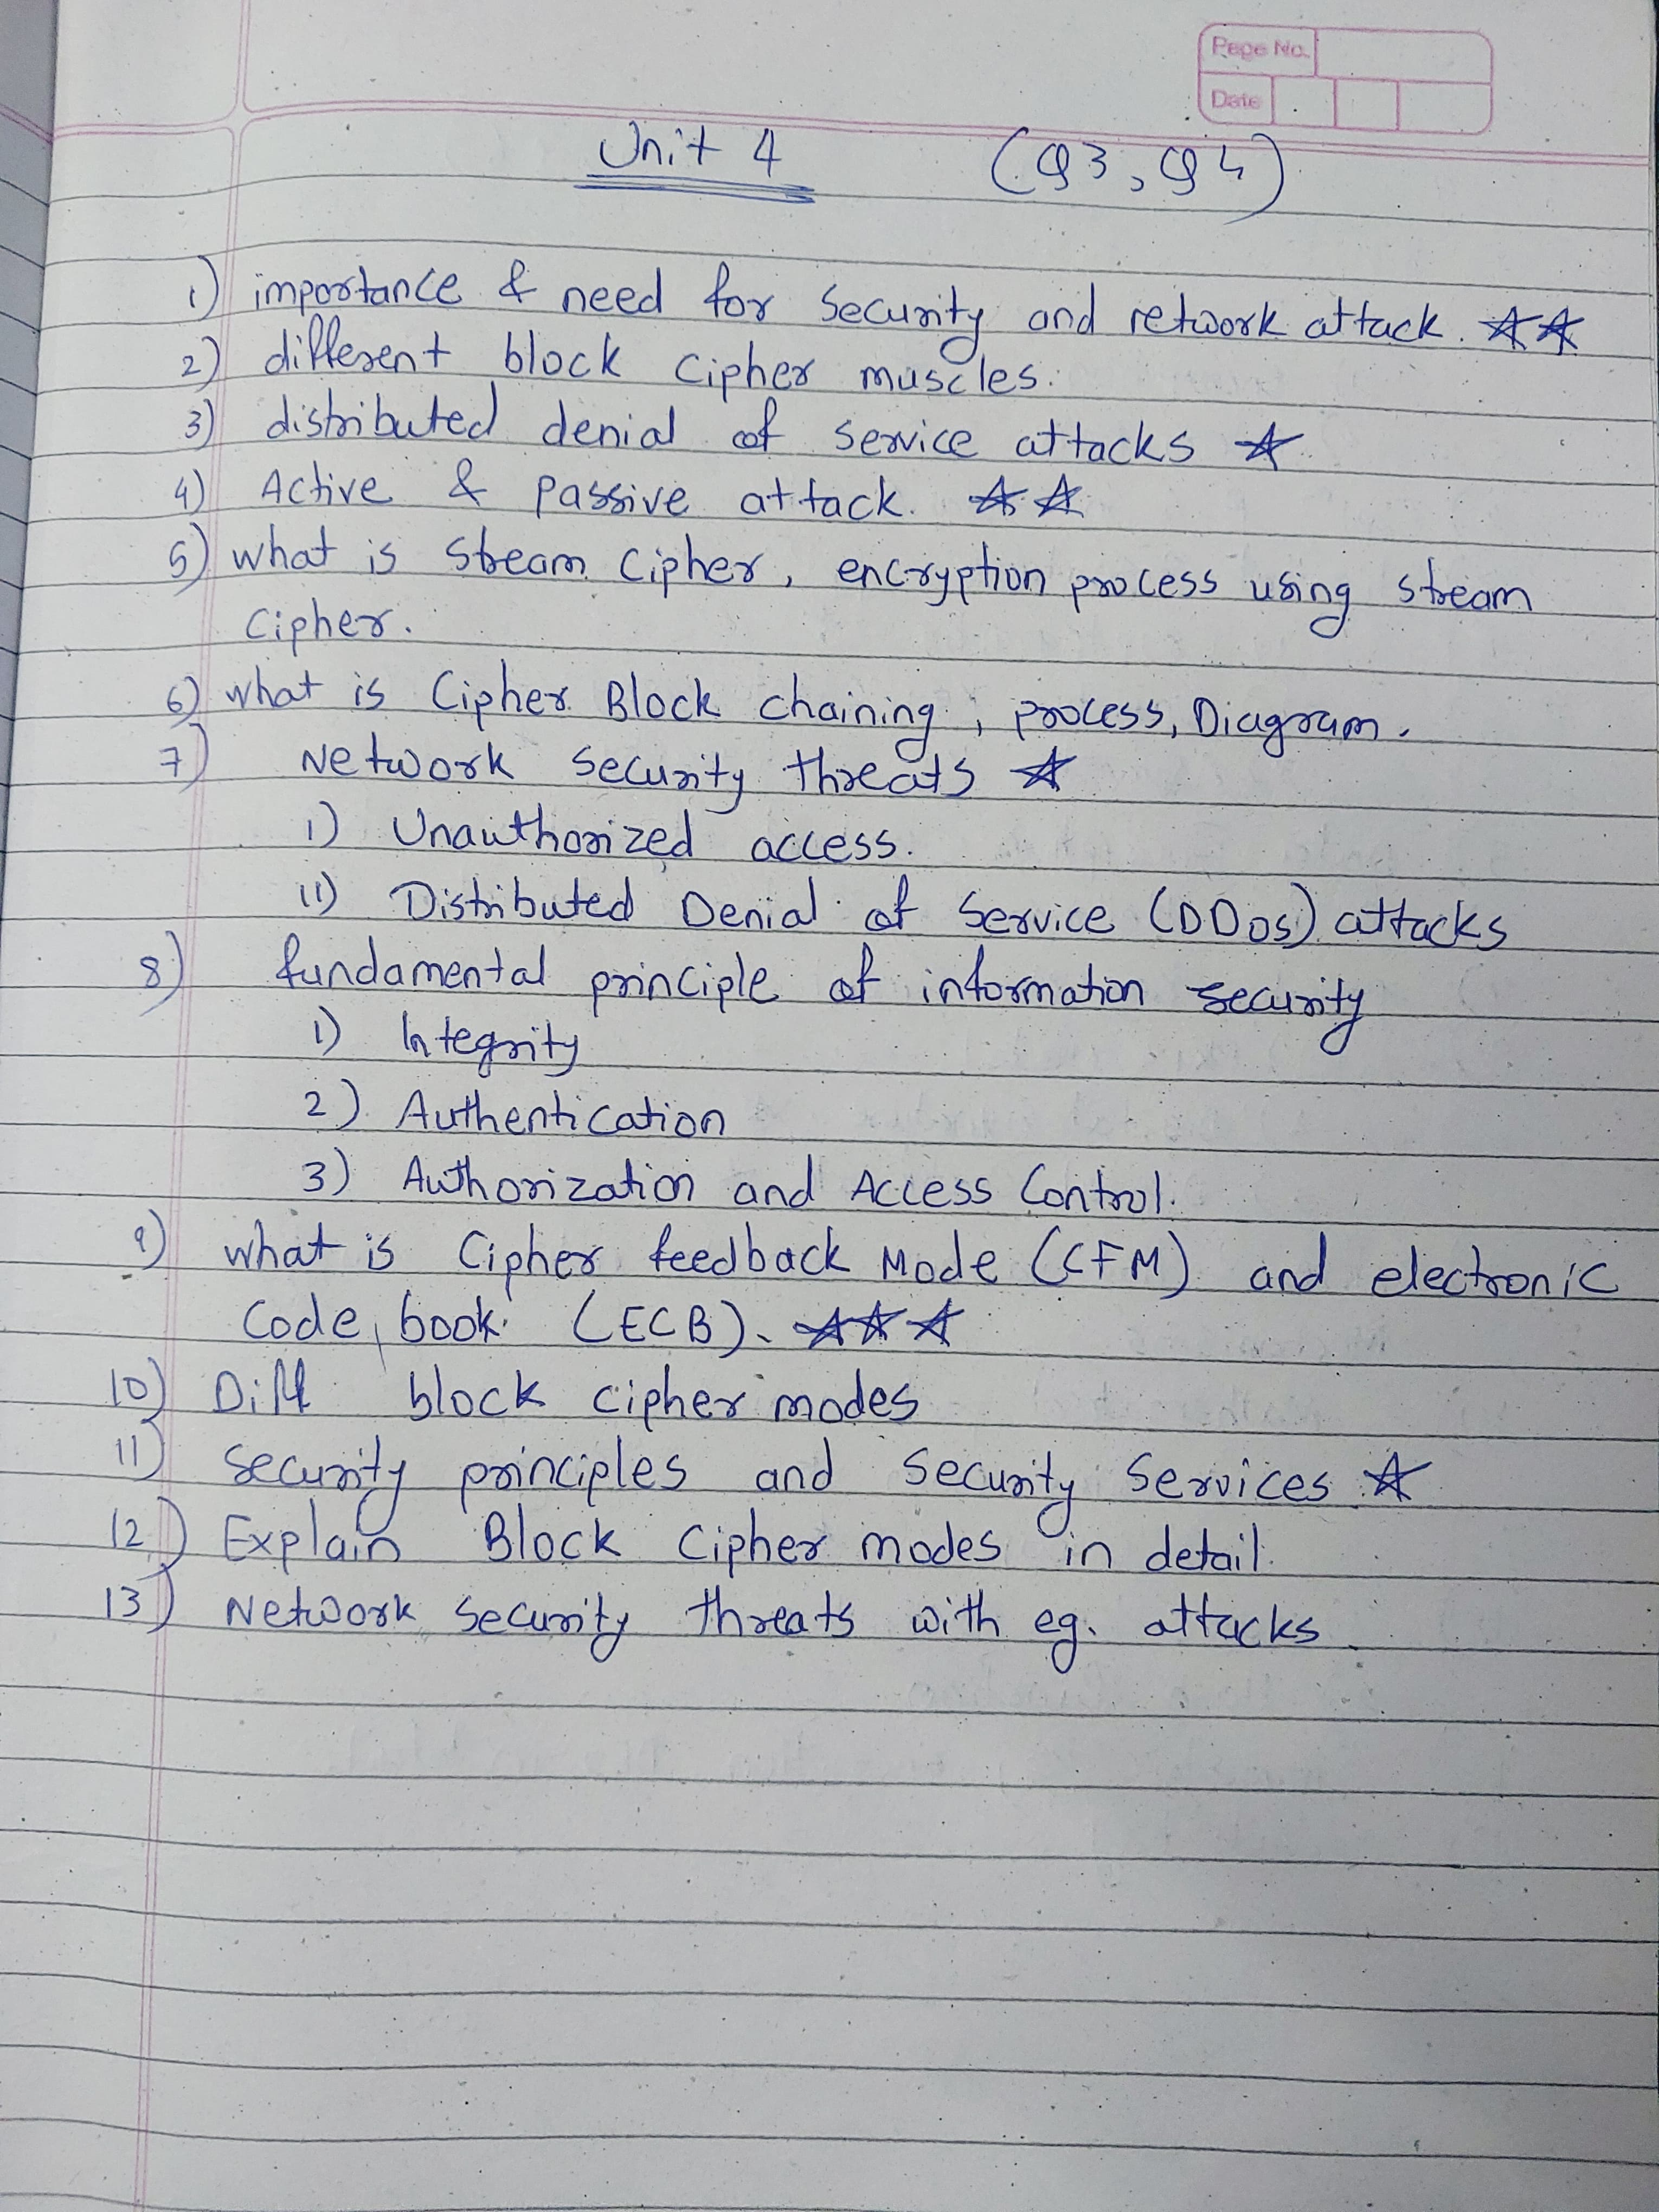 Page No.
Date
Unit 4 (Q3, Q4)
1) importance & need for Security and network attack. ☆☆
2) different block cipher muscles.
3) distributed denial of service attacks ☆
4) Active & passive attack. ☆☆
5) what is stream cipher, encryption process using stream
cipher.
6) what is Cipher Block chaining, process, Diagram.
7) Network security threats ☆
i) Unauthorized access.
ii) Distributed Denial of Service (DDos) attacks
8) fundamental principle of information security
1) Integrity
2) Authentication
3) Authorization and Access Control.
9) what is Cipher feedback Mode (CFM) and electronic
Code book (ECB). ☆☆☆
10) Diff block cipher modes
11) Security principles and Security Services ☆
12) Explain Block Cipher modes in detail.
13) Network Security threats with eg. attacks.